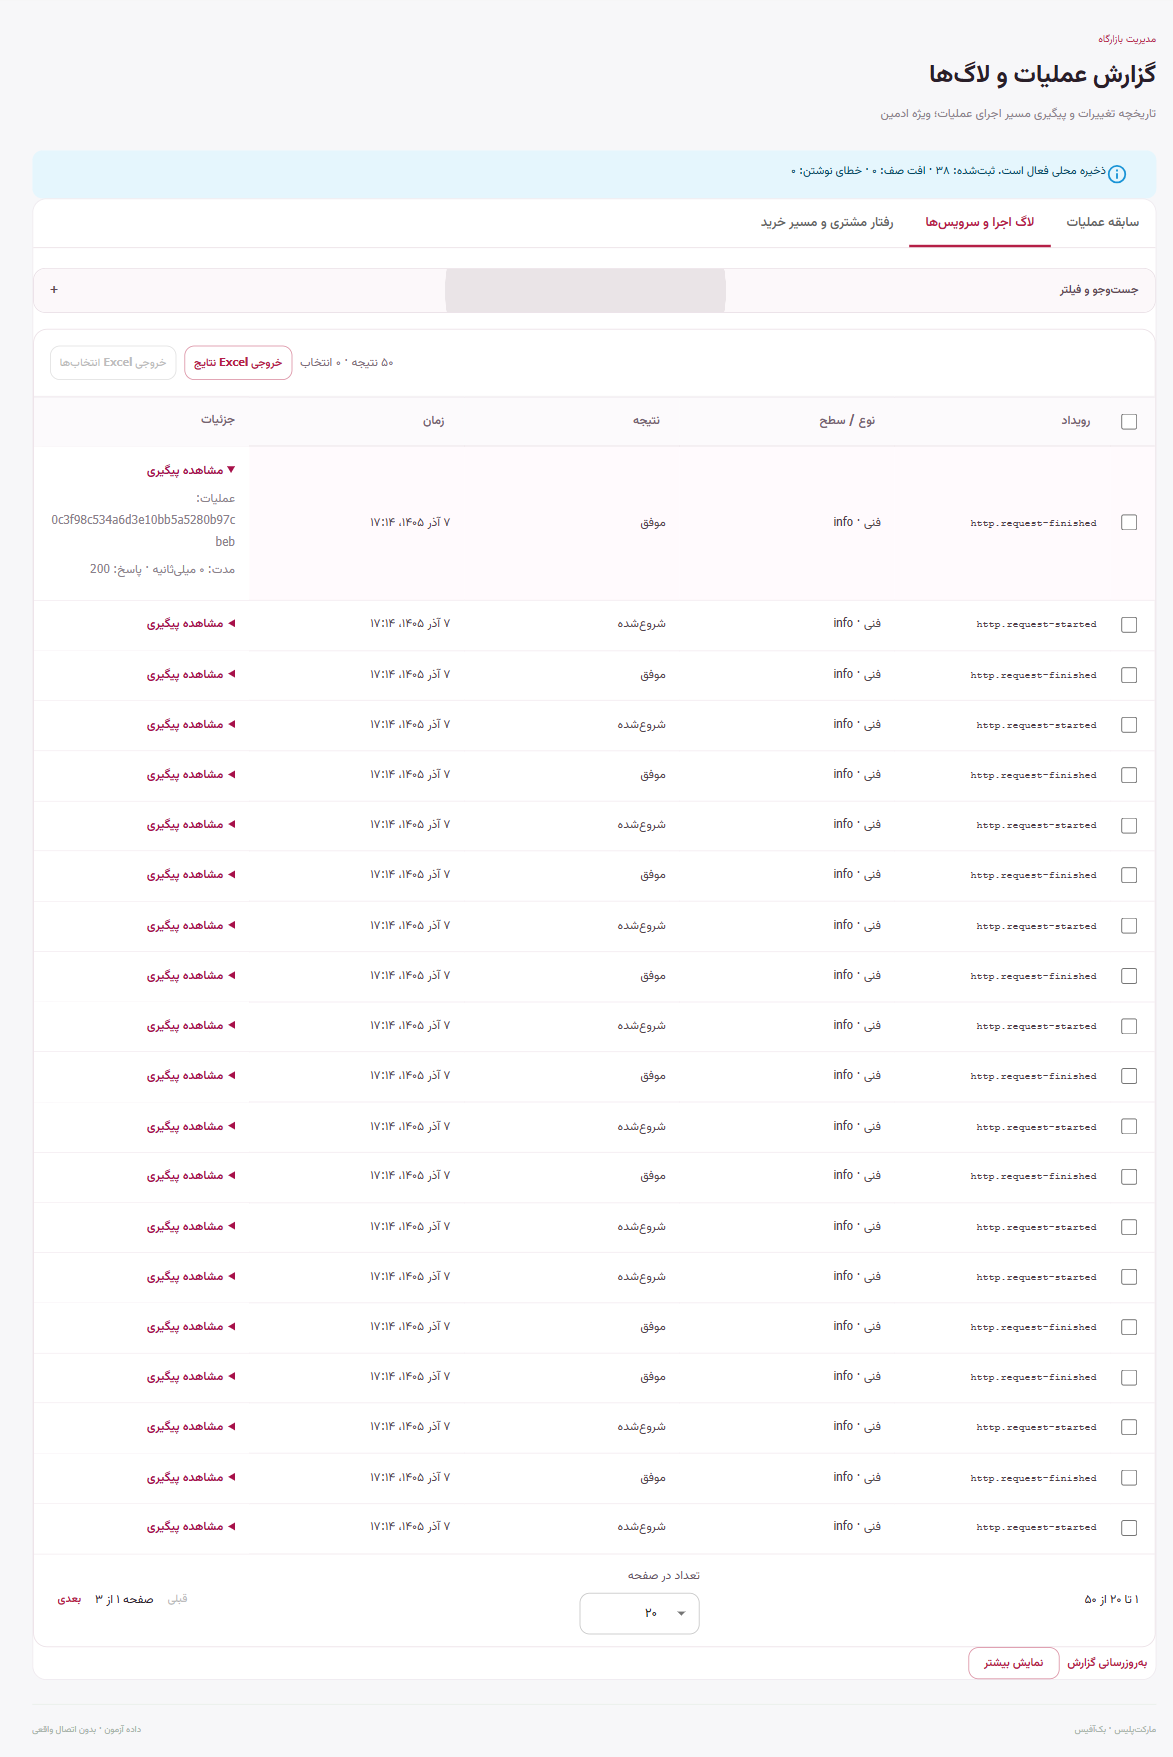 مدیریت بازارگاه
گزارش عملیات و لاگ‌ها
تاریخچه تغییرات و پیگیری مسیر اجرای عملیات؛ ویژه ادمین
ذخیره محلی فعال است. ثبت‌شده: ۳۸ · افت صف: ۰ · خطای نوشتن: ۰
سابقه عملیات
لاگ اجرا و سرویس‌ها
رفتار مشتری و مسیر خرید
جست‌وجو و فیلتر
+
۵۰ نتیجه · ۰ انتخاب
خروجی Excel نتایج
خروجی Excel انتخاب‌ها
رویداد نوع / سطح نتیجه زمان جزئیات
http.request-finished فنی · info موفق ۷ آذر ۱۴۰۵، ۱۷:۱۴ ▼ مشاهده پیگیری
عملیات:
0c3f98c534a6d3e10bb5a5280b97c
beb
مدت: ۰ میلی‌ثانیه · پاسخ: 200
http.request-started فنی · info شروع‌شده ۷ آذر ۱۴۰۵، ۱۷:۱۴ ◀ مشاهده پیگیری
http.request-finished فنی · info موفق ۷ آذر ۱۴۰۵، ۱۷:۱۴ ◀ مشاهده پیگیری
http.request-started فنی · info شروع‌شده ۷ آذر ۱۴۰۵، ۱۷:۱۴ ◀ مشاهده پیگیری
http.request-finished فنی · info موفق ۷ آذر ۱۴۰۵، ۱۷:۱۴ ◀ مشاهده پیگیری
http.request-started فنی · info شروع‌شده ۷ آذر ۱۴۰۵، ۱۷:۱۴ ◀ مشاهده پیگیری
http.request-finished فنی · info موفق ۷ آذر ۱۴۰۵، ۱۷:۱۴ ◀ مشاهده پیگیری
http.request-started فنی · info شروع‌شده ۷ آذر ۱۴۰۵، ۱۷:۱۴ ◀ مشاهده پیگیری
http.request-finished فنی · info موفق ۷ آذر ۱۴۰۵، ۱۷:۱۴ ◀ مشاهده پیگیری
http.request-started فنی · info شروع‌شده ۷ آذر ۱۴۰۵، ۱۷:۱۴ ◀ مشاهده پیگیری
http.request-finished فنی · info موفق ۷ آذر ۱۴۰۵، ۱۷:۱۴ ◀ مشاهده پیگیری
http.request-started فنی · info شروع‌شده ۷ آذر ۱۴۰۵، ۱۷:۱۴ ◀ مشاهده پیگیری
http.request-finished فنی · info موفق ۷ آذر ۱۴۰۵، ۱۷:۱۴ ◀ مشاهده پیگیری
http.request-started فنی · info شروع‌شده ۷ آذر ۱۴۰۵، ۱۷:۱۴ ◀ مشاهده پیگیری
http.request-started فنی · info شروع‌شده ۷ آذر ۱۴۰۵، ۱۷:۱۴ ◀ مشاهده پیگیری
http.request-finished فنی · info موفق ۷ آذر ۱۴۰۵، ۱۷:۱۴ ◀ مشاهده پیگیری
http.request-finished فنی · info موفق ۷ آذر ۱۴۰۵، ۱۷:۱۴ ◀ مشاهده پیگیری
http.request-started فنی · info شروع‌شده ۷ آذر ۱۴۰۵، ۱۷:۱۴ ◀ مشاهده پیگیری
http.request-finished فنی · info موفق ۷ آذر ۱۴۰۵، ۱۷:۱۴ ◀ مشاهده پیگیری
http.request-started فنی · info شروع‌شده ۷ آذر ۱۴۰۵، ۱۷:۱۴ ◀ مشاهده پیگیری
۱ تا ۲۰ از ۵۰
تعداد در صفحه
۲۰
قبلی صفحه ۱ از ۳ بعدی
به‌روزرسانی گزارش
نمایش بیشتر
مارکت‌پلیس · بک‌آفیس
داده آزمون · بدون اتصال واقعی